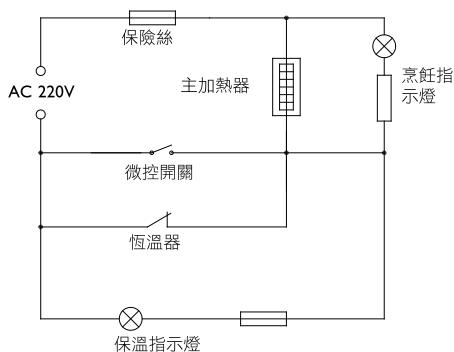 保險絲
主加熱器
烹飪指
示燈
AC 220V
微控開關
恆溫器
保溫指示燈